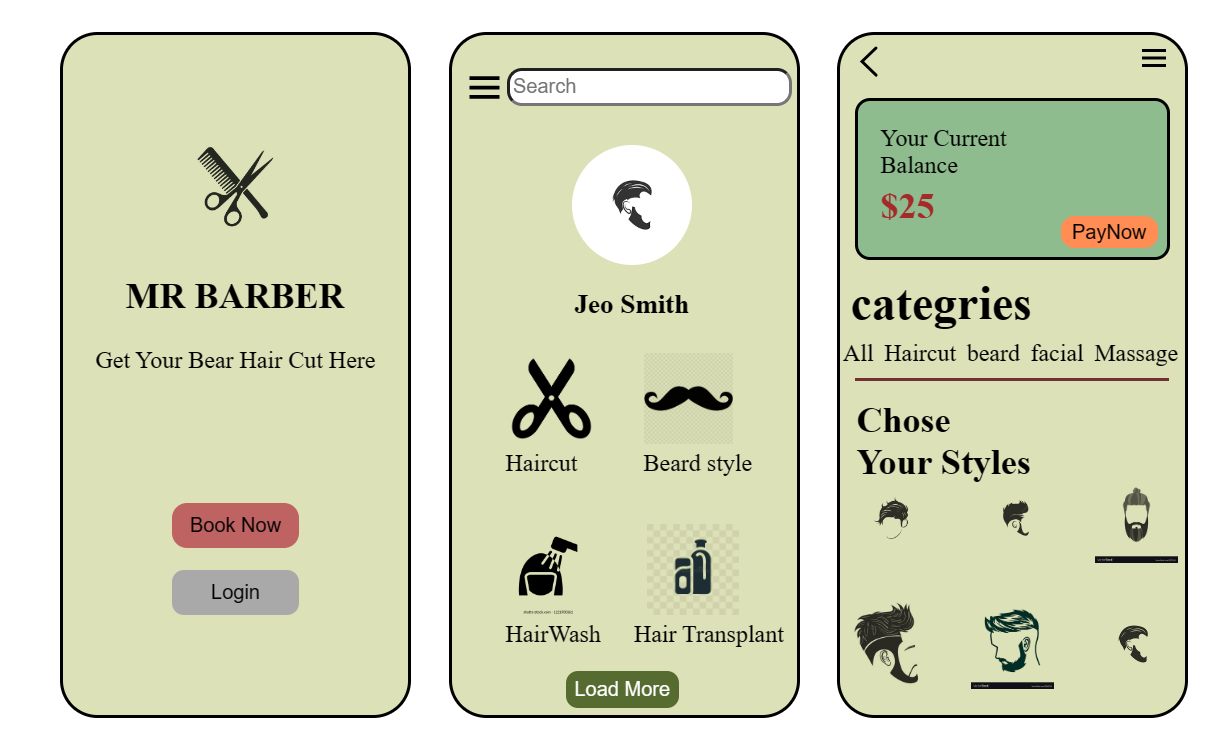 MR BARBER
Get Your Bear Hair Cut Here
Book Now
Login
Search
Jeo Smith
Haircut
Beard style
HairWash
Hair Transplant
Load More
Your Current
Balance
$25
PayNow
categries
All Haircut beard facial Massage
Chose
Your Styles